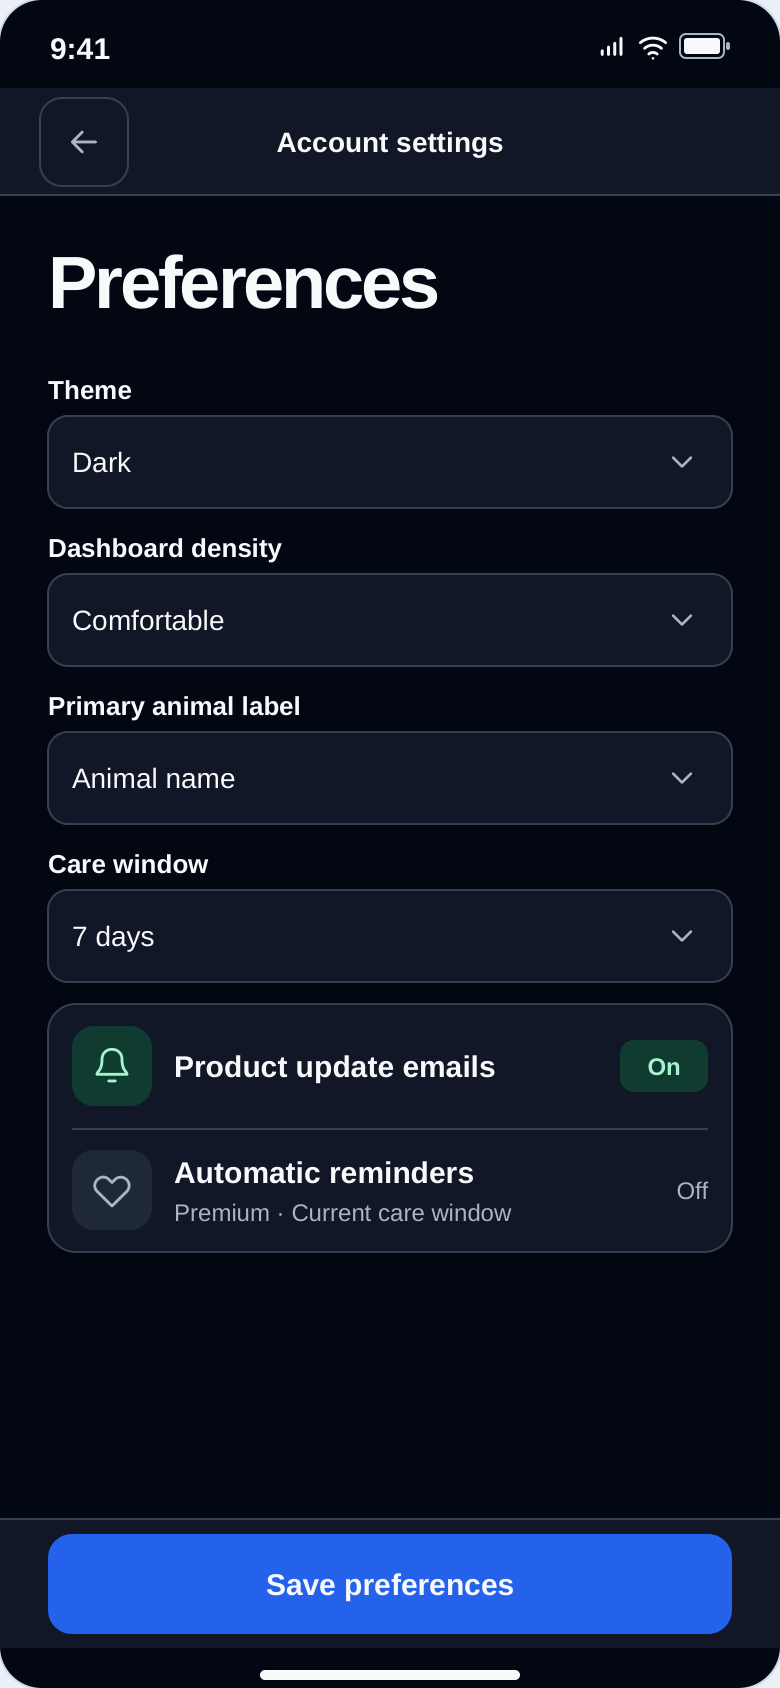 9:41
Account settings
Preferences
Theme
Dark
Dashboard density
Comfortable
Primary animal label
Animal name
Care window
7 days
Product update emails
On
Automatic reminders
Premium · Current care window
Off
Save preferences